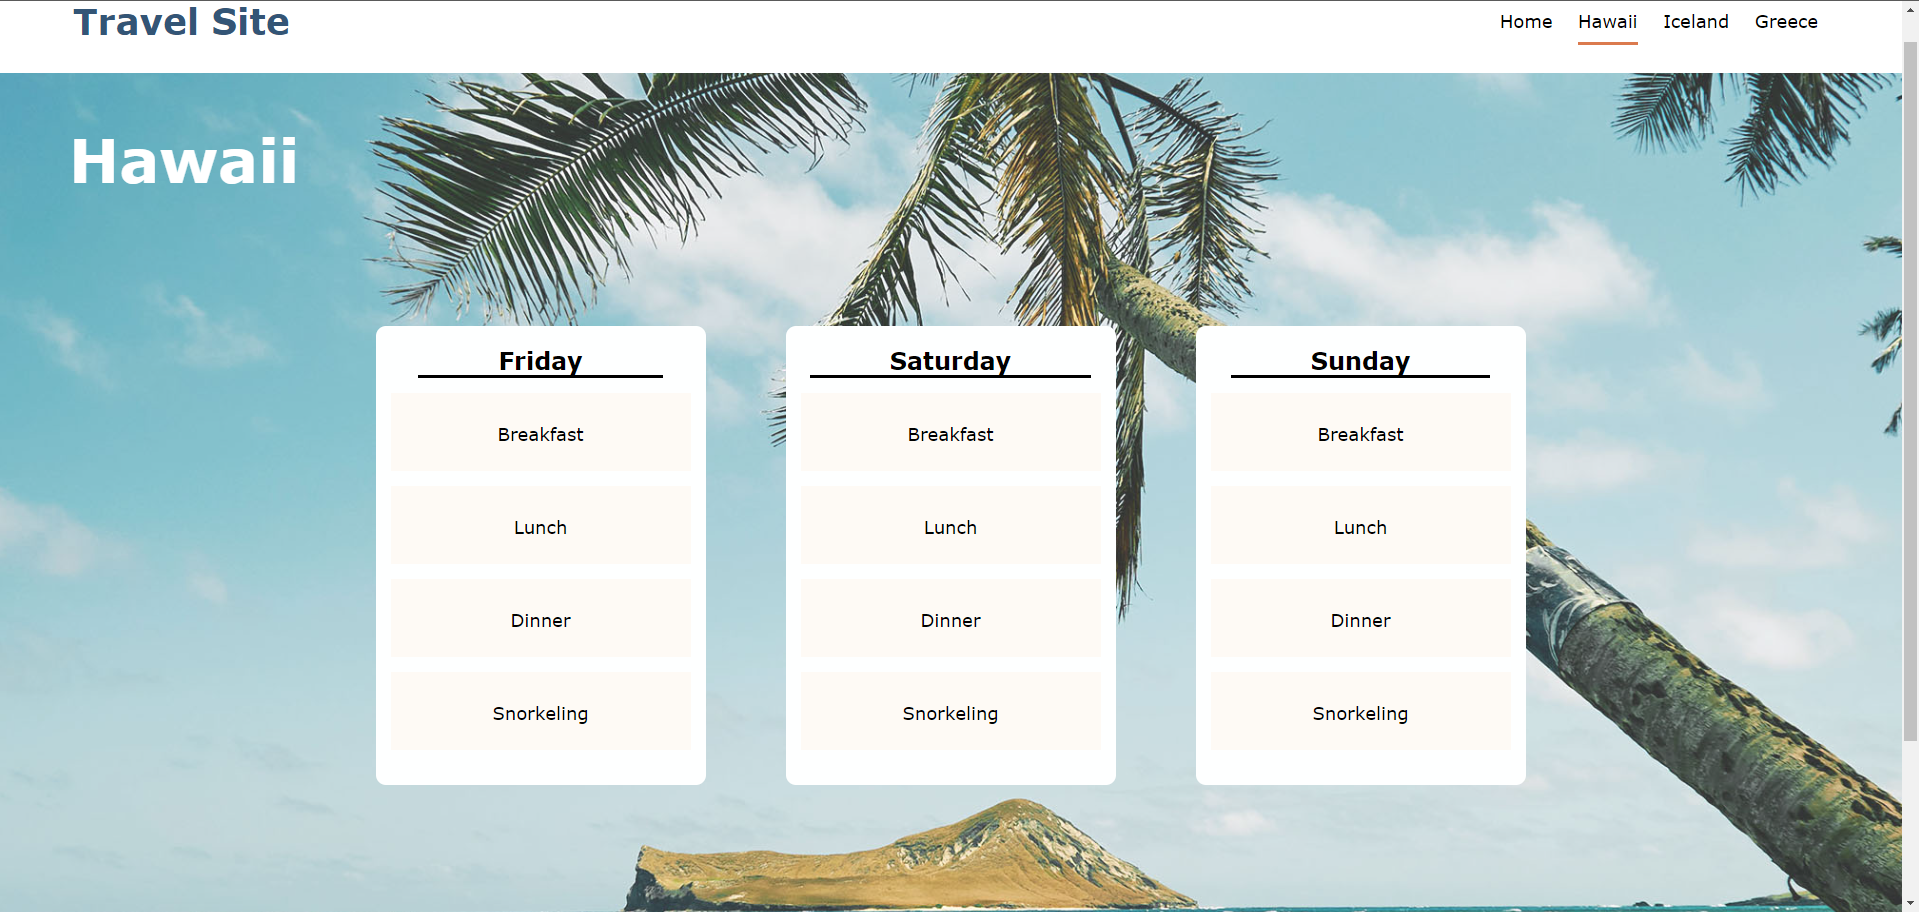 Travel Site
Home Hawaii Iceland Greece
Hawaii
Friday
Breakfast
Lunch
Dinner
Snorkeling
Saturday
Breakfast
Lunch
Dinner
Snorkeling
Sunday
Breakfast
Lunch
Dinner
Snorkeling